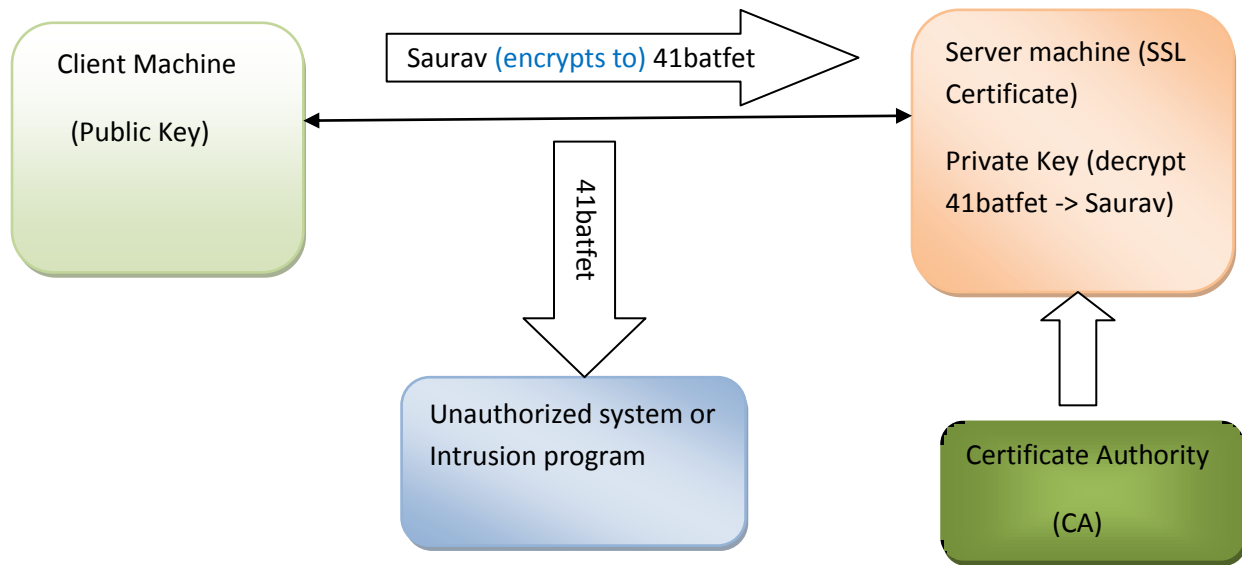 Client Machine
(Public Key)
Saurav (encrypts to) 41batfet
Server machine (SSL
Certificate)
Private Key (decrypt
41batfet -> Saurav)
41batfet
Unauthorized system or
Intrusion program
Certificate Authority
(CA)